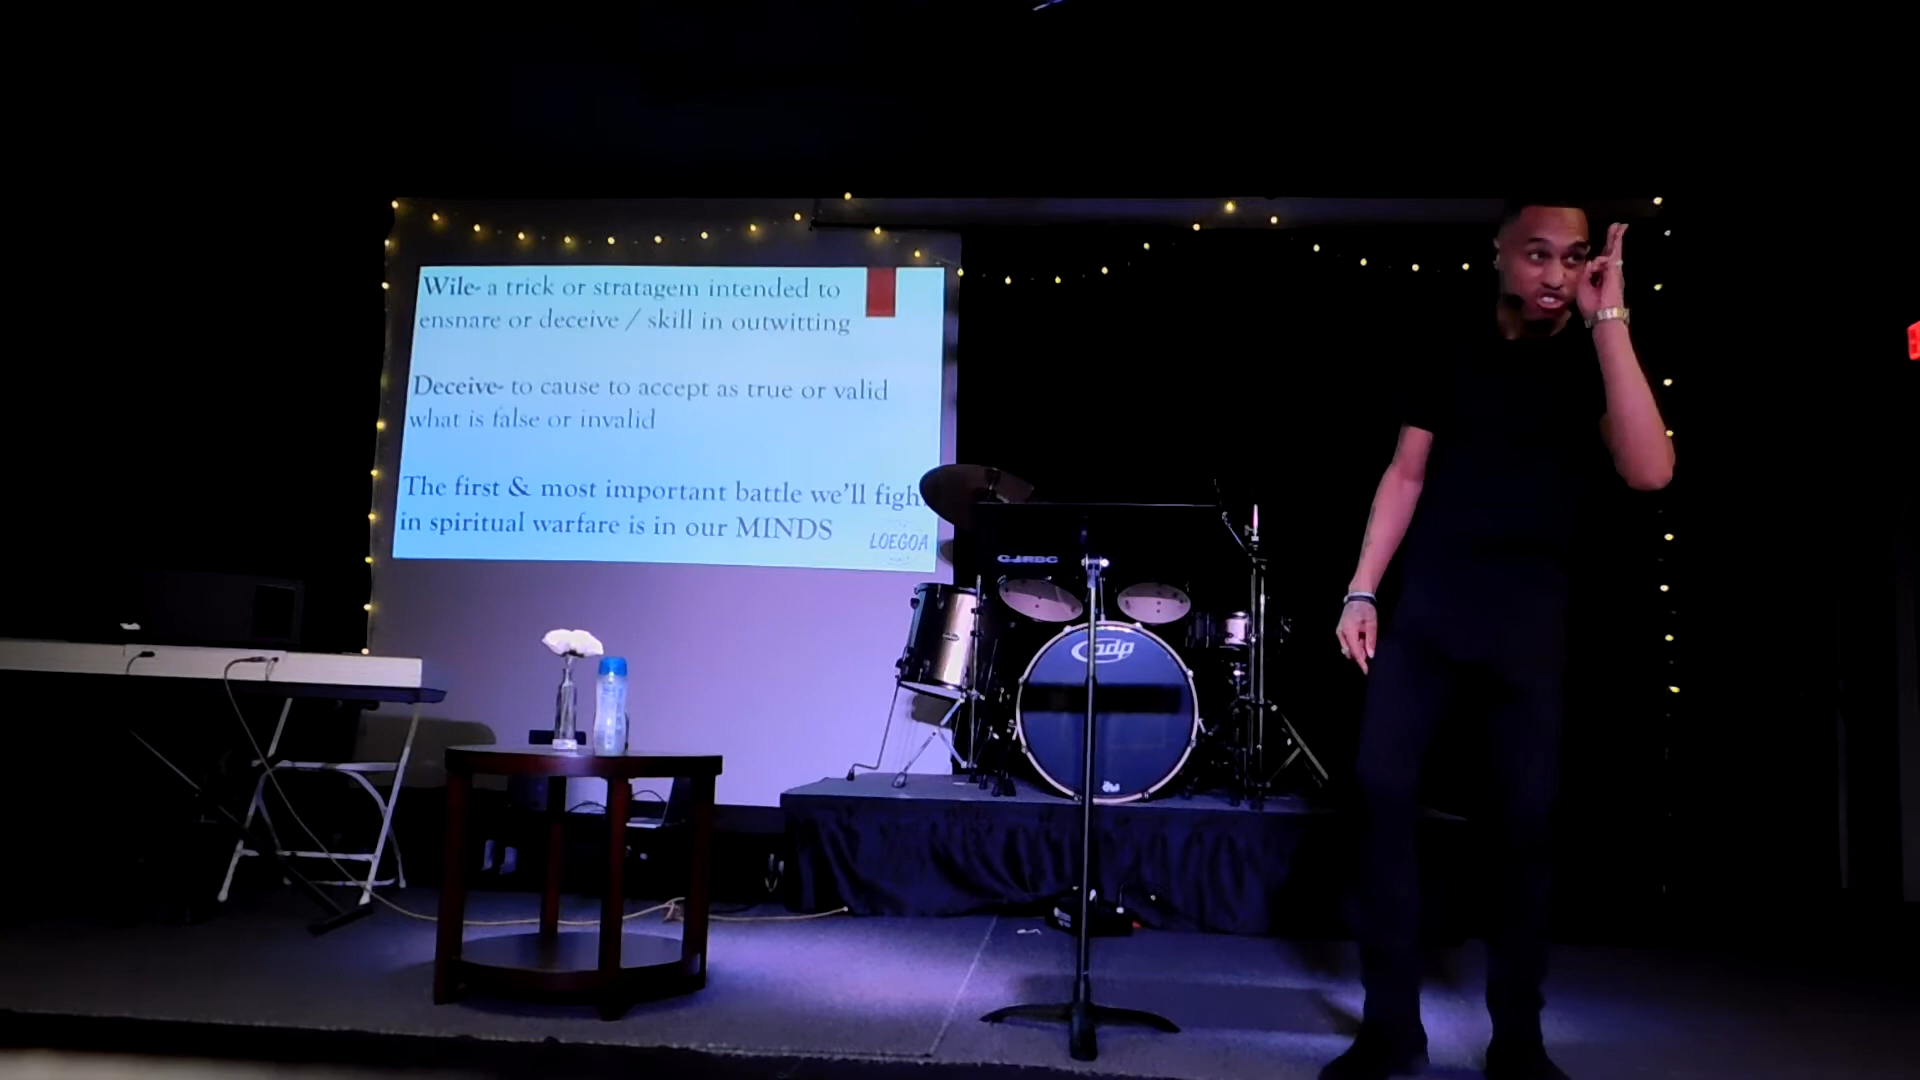 Wile- a trick or stratagem intended to
ensnare or deceive / skill in outwitting
Deceive- to cause to accept as true or valid
what is false or invalid
The first & most important battle we'll figh
in spiritual warfare is in our MINDS
LOEGOA
pdp